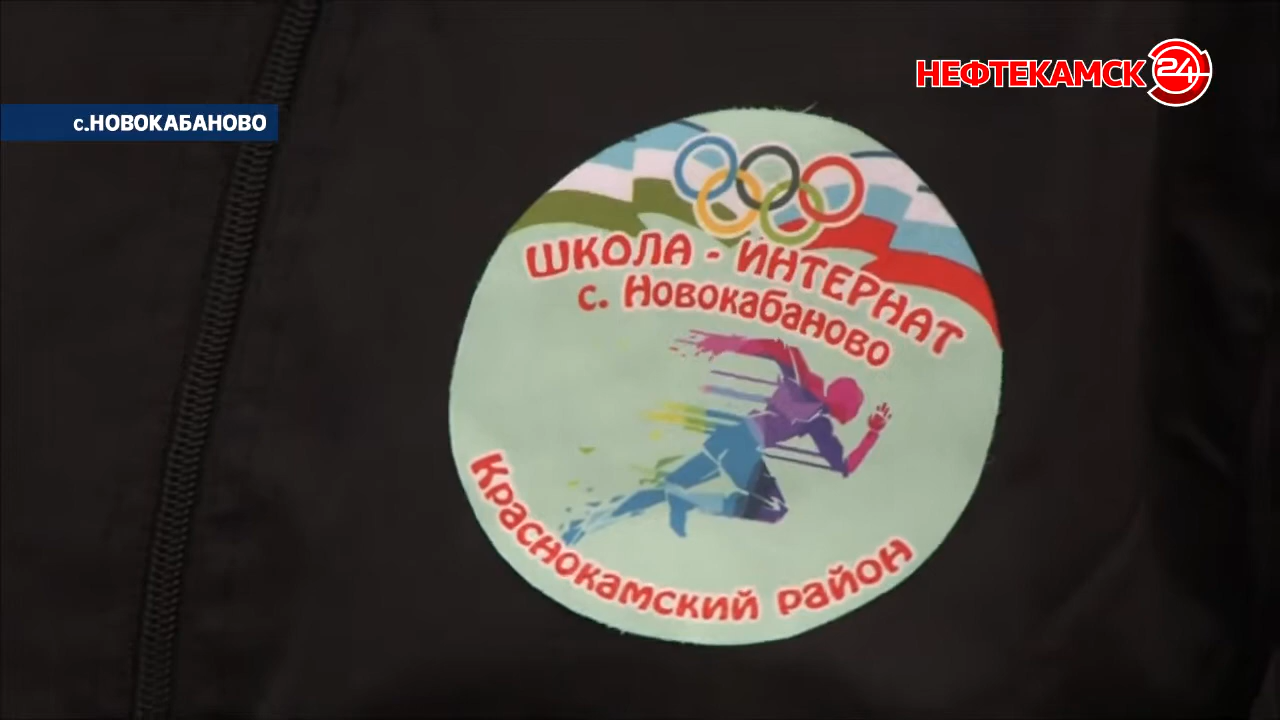 НЕФТЕКАМСК 24
с.НОВОКАБАНОВО
ШКОЛА - ИНТЕРНАТ
с. Новокабаново
Краснокамский район